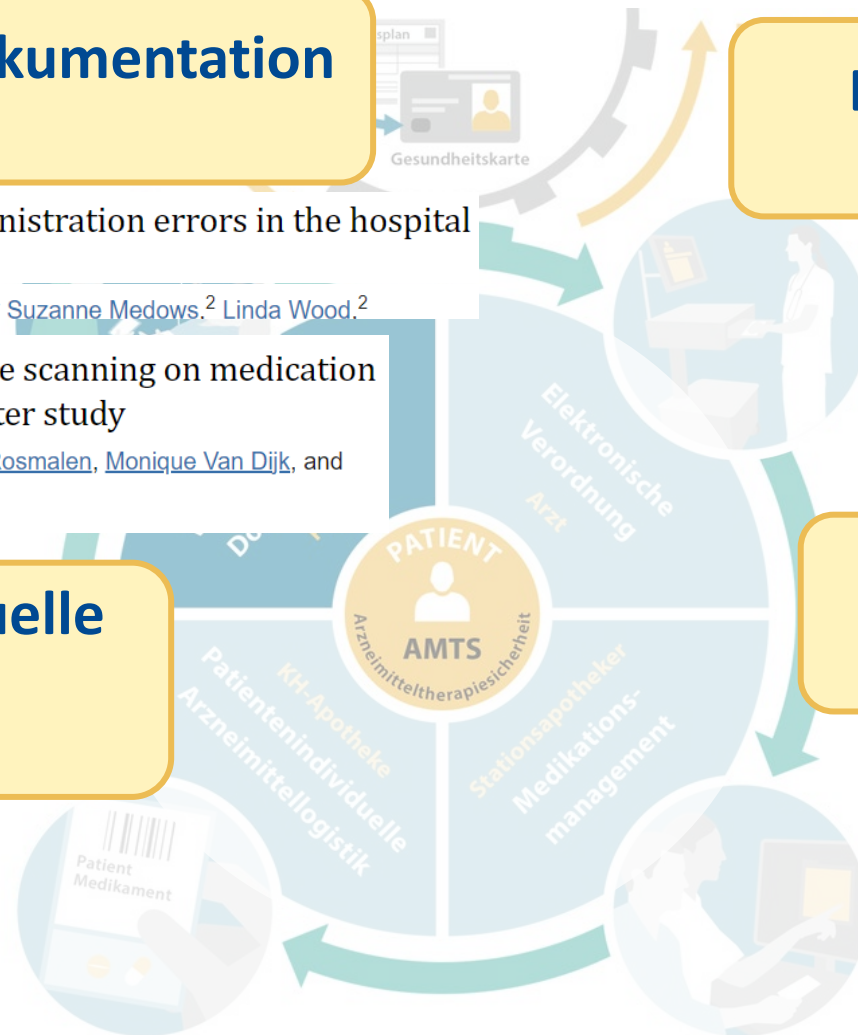 kumentation
splan
Gesundheitskarte
nistration errors in the hospital
Suzanne Medows,² Linda Wood,²
e scanning on medication
ter study
Rosmalen, Monique Van Dijk, and
Elektronische
Verordnung
Arzt
Do
PATIENT
AMTS
Arzneimitteltherapiesicherheit
uelle
KH-Apotheke
Patientenindividuelle
Arzneimittellogistik
Stationsapotheker
Medikations-
management
Patient
Medikament